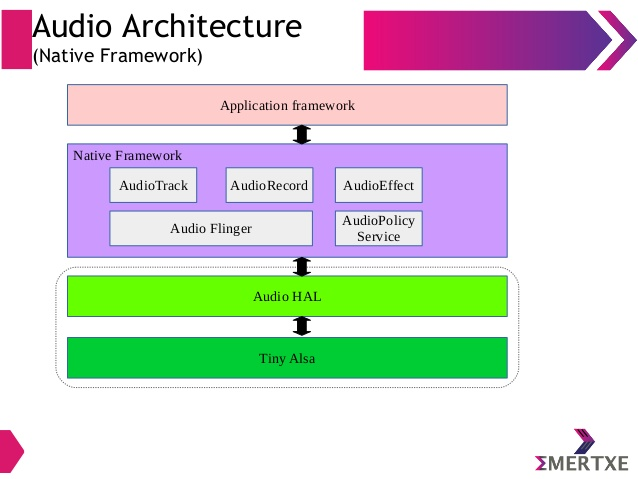 Audio Architecture
(Native Framework)
Application framework
Native Framework
AudioTrack
AudioRecord
AudioEffect
Audio Flinger
AudioPolicy
Service
Audio HAL
Tiny Alsa
ΣMERTXE